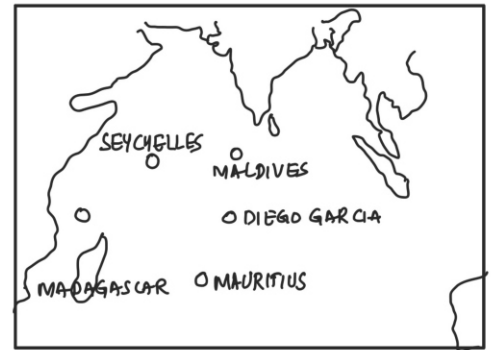 SEYCHELLES
MALDIVES
DIEGO GARCIA
MADAGASCAR
MAURITIUS